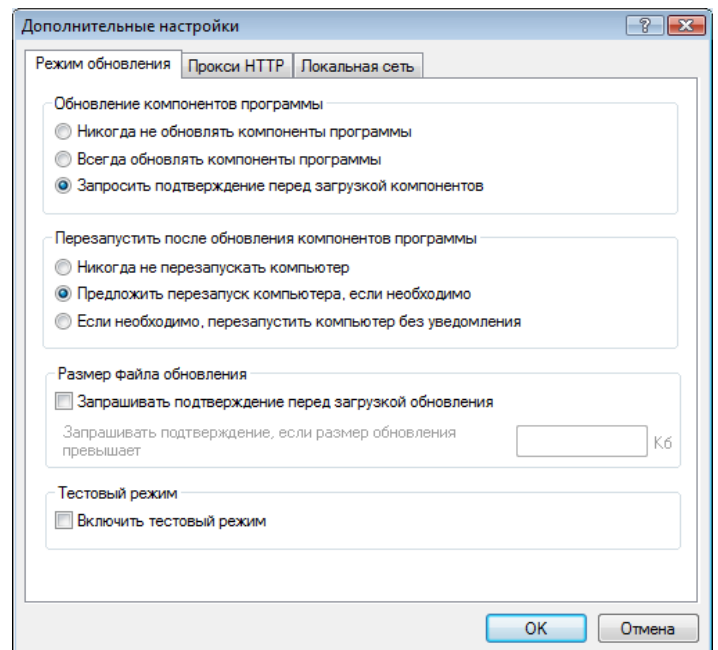 Дополнительные настройки
Режим обновления Прокси HTTP Локальная сеть
Обновление компонентов программы
Никогда не обновлять компоненты программы
Всегда обновлять компоненты программы
Запросить подтверждение перед загрузкой компонентов
Перезапустить после обновления компонентов программы
Никогда не перезапускать компьютер
Предложить перезапуск компьютера, если необходимо
Если необходимо, перезапустить компьютер без уведомления
Размер файла обновления
Запрашивать подтверждение перед загрузкой обновления
Запрашивать подтверждение, если размер обновления
превышает
Кб
Тестовый режим
Включить тестовый режим
OK Отмена